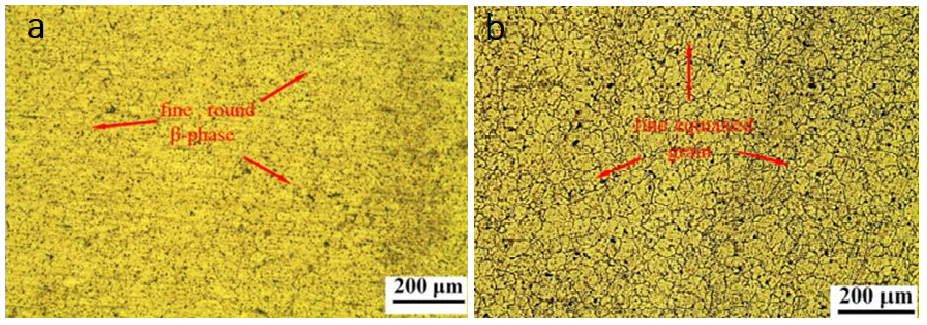 a
fine , round
β-phase
200 μm
b
fine equiaxed
grain
200 μm